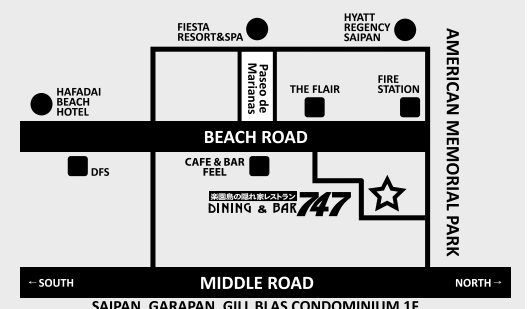 FIESTA
RESORT&SPA
HYATT
REGENCY
SAIPAN
AMERICAN MEMORIAL PARK
Paseo de
Marianas
HAFADAI
BEACH
HOTEL
THE FLAIR
FIRE
STATION
BEACH ROAD
DFS
CAFE & BAR
FEEL
楽園島の隠れ家レストラン
DINING & BAR 747
←SOUTH
MIDDLE ROAD
NORTH→
SAIPAN GARAPAN GILL BLAS CONDOMINIUM 1F